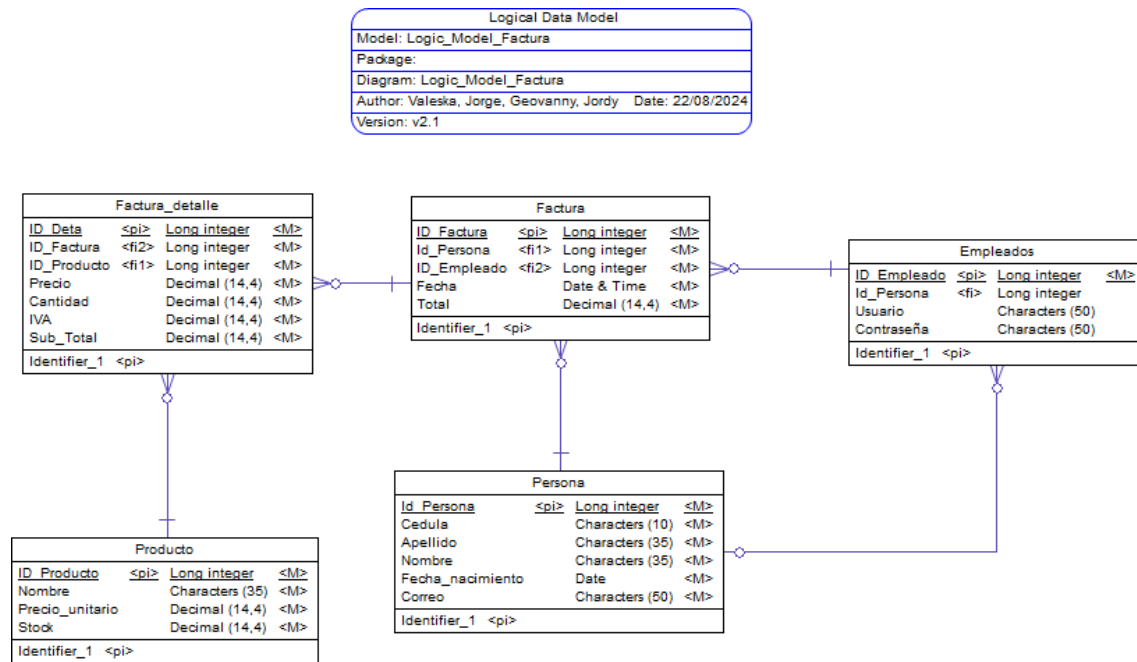 Logical Data Model
Model: Logic_Model_Factura
Package:
Diagram: Logic_Model_Factura
Author: Valeska, Jorge, Geovanny, Jordy Date: 22/08/2024
Version: v2.1
Factura_detalle
ID_Deta <pi> Long integer <M>
ID_Factura <fi2> Long integer <M>
ID_Producto <fi1> Long integer <M>
Precio Decimal (14,4) <M>
Cantidad Decimal (14,4) <M>
IVA Decimal (14,4) <M>
Sub_Total Decimal (14,4) <M>
Identifier_1 <pi>
Factura
ID_Factura <pi> Long integer <M>
Id_Persona <fi1> Long integer <M>
ID_Empleado <fi2> Long integer <M>
Fecha Date & Time <M>
Total Decimal (14,4) <M>
Identifier_1 <pi>
Empleados
ID_Empleado <pi> Long integer <M>
Id_Persona <fi> Long integer
Usuario Characters (50)
Contraseña Characters (50)
Identifier_1 <pi>
Persona
Id_Persona <pi> Long integer <M>
Cedula Characters (10) <M>
Apellido Characters (35) <M>
Nombre Characters (35) <M>
Fecha_nacimiento Date <M>
Correo Characters (50) <M>
Identifier_1 <pi>
Producto
ID_Producto <pi> Long integer <M>
Nombre Characters (35) <M>
Precio_unitario Decimal (14,4) <M>
Stock Decimal (14,4) <M>
Identifier_1 <pi>